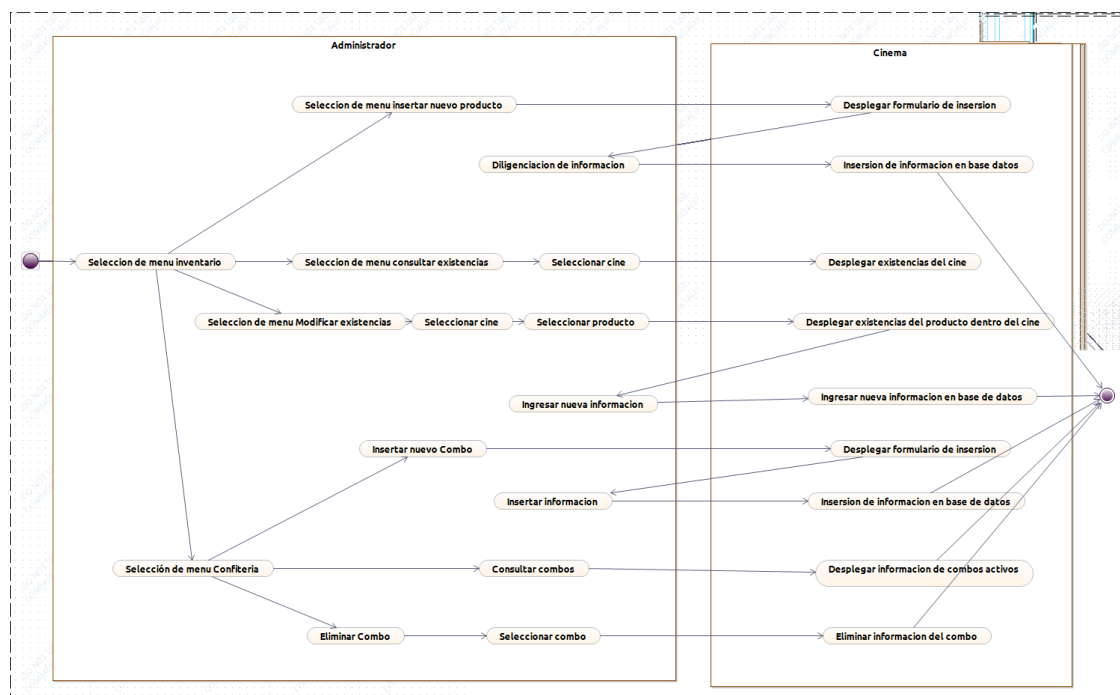 Administrador
Cinema
Seleccion de menu insertar nuevo producto
Desplegar formulario de insersion
Diligenciacion de informacion
Insersion de informacion en base datos
Seleccion de menu inventario
Seleccion de menu consultar existencias
Seleccionar cine
Desplegar existencias del cine
Seleccion de menu Modificar existencias
Seleccionar cine
Seleccionar producto
Desplegar existencias del producto dentro del cine
Ingresar nueva informacion
Ingresar nueva informacion en base de datos
Insertar nuevo Combo
Desplegar formulario de insersion
Insertar informacion
Insersion de informacion en base de datos
Selección de menu Confiteria
Consultar combos
Desplegar informacion de combos activos
Eliminar Combo
Seleccionar combo
Eliminar informacion del combo